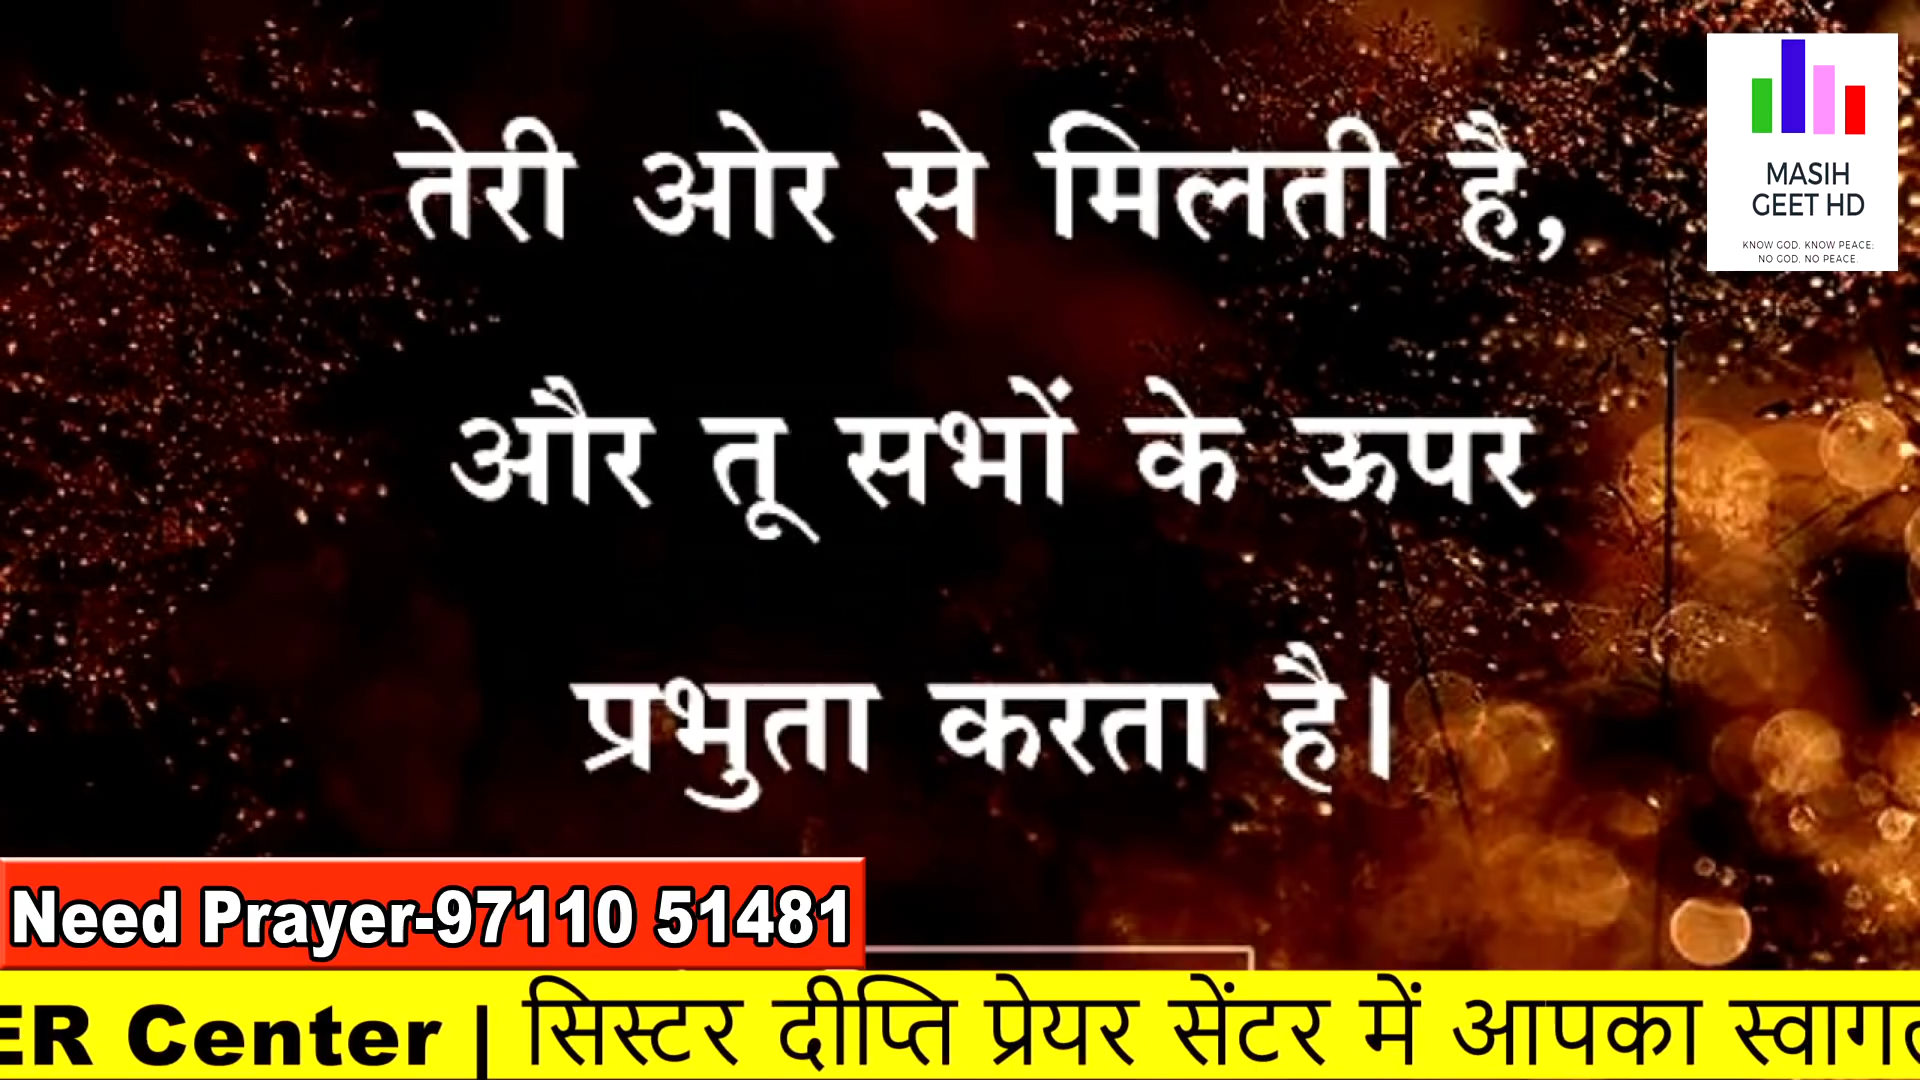 तेरी ओर से मिलती है,
और तू सभों के ऊपर
प्रभुता करता है।
MASIH
GEET HD
KNOW GOD, KNOW PEACE;
NO GOD, NO PEACE.
Need Prayer-97110 51481
ER Center | सिस्टर दीप्ति प्रेयर सेंटर में आपका स्वागत